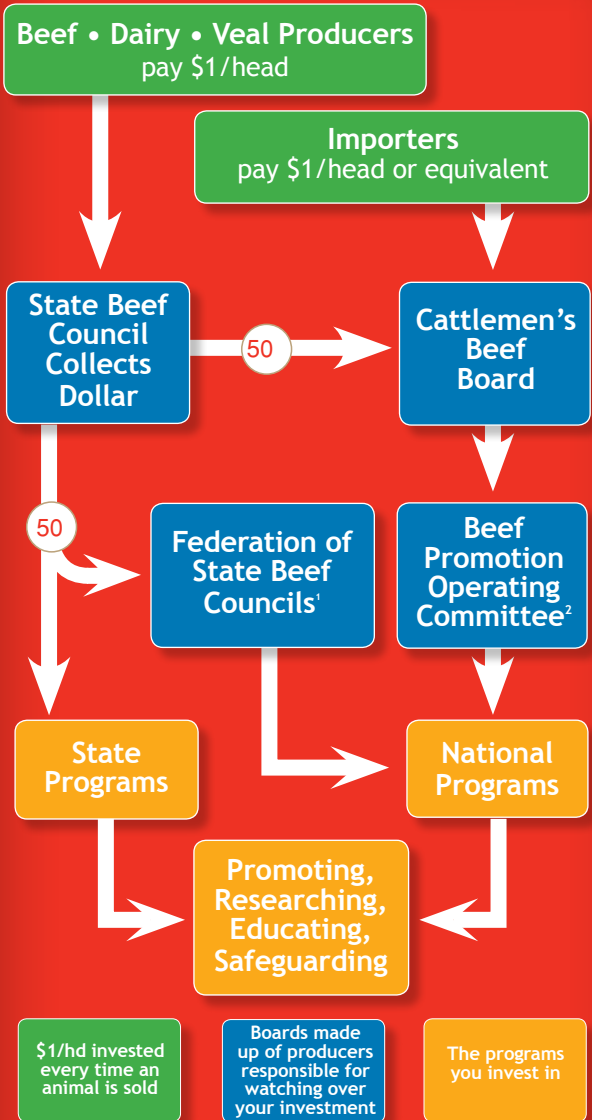 Beef • Dairy • Veal Producers
pay $1/head
Importers
pay $1/head or equivalent
State Beef
Council
Collects
Dollar
50
Cattlemen's
Beef
Board
50
Federation of
State Beef
Councils¹
Beef
Promotion
Operating
Committee²
State
Programs
National
Programs
Promoting,
Researching,
Educating,
Safeguarding
$1/hd invested
every time an
animal is sold
Boards made
up of producers
responsible for
watching over
your investment
The programs
you invest in